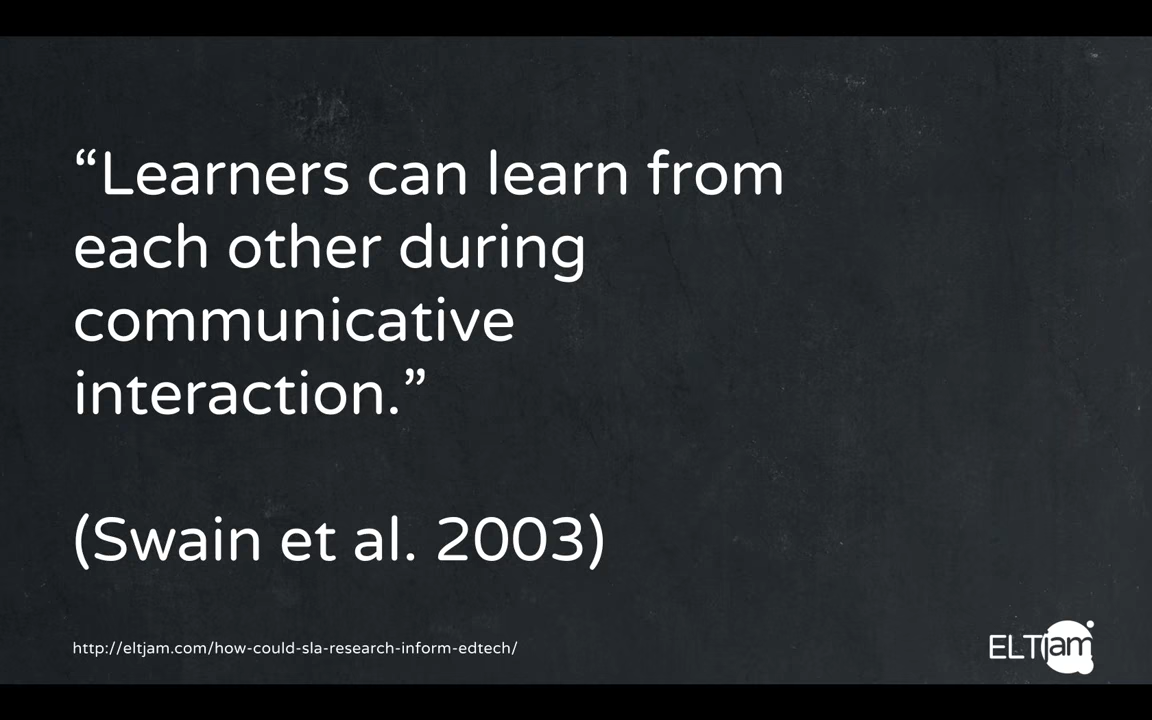 “Learners can learn from
each other during
communicative
interaction.”
(Swain et al. 2003)
http://eltjam.com/how-could-sla-research-inform-edtech/
ELTjam